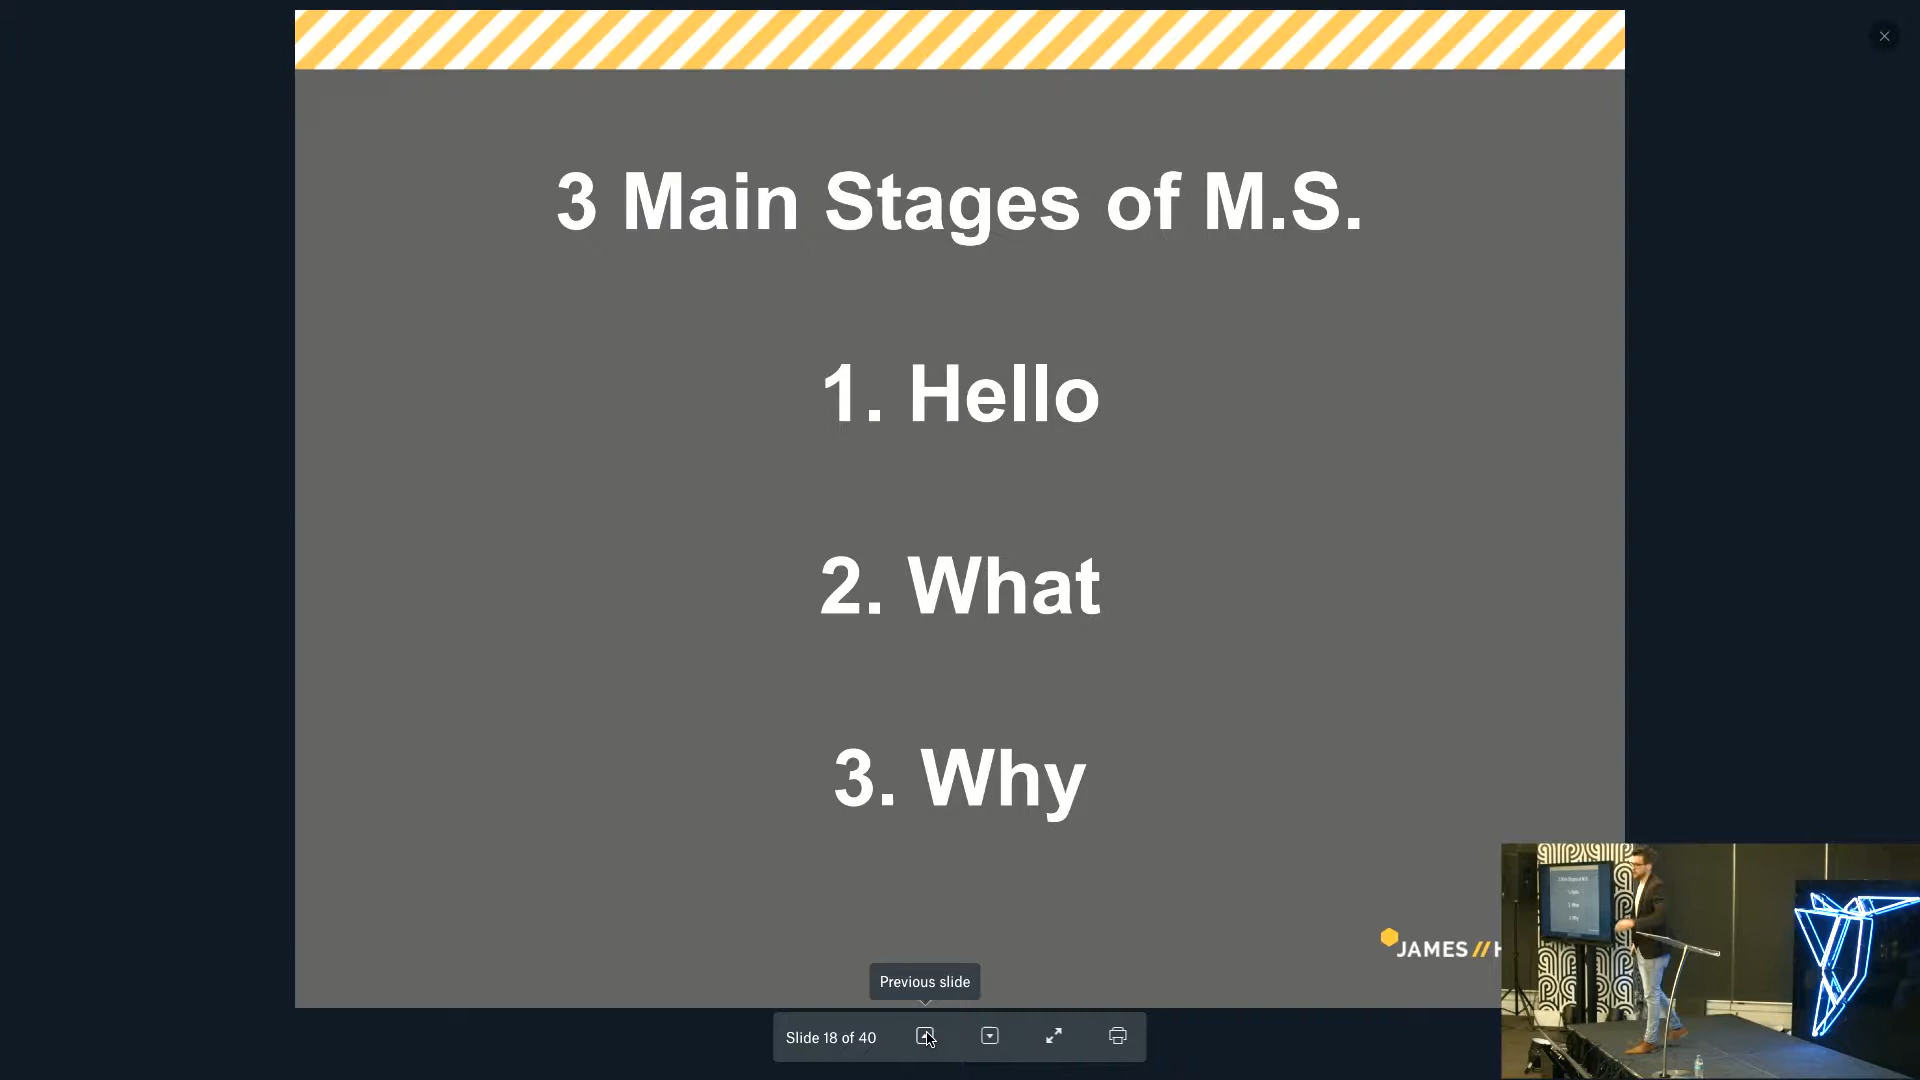 3 Main Stages of M.S.
1. Hello
2. What
3. Why
JAMES // H
Previous slide
Slide 18 of 40